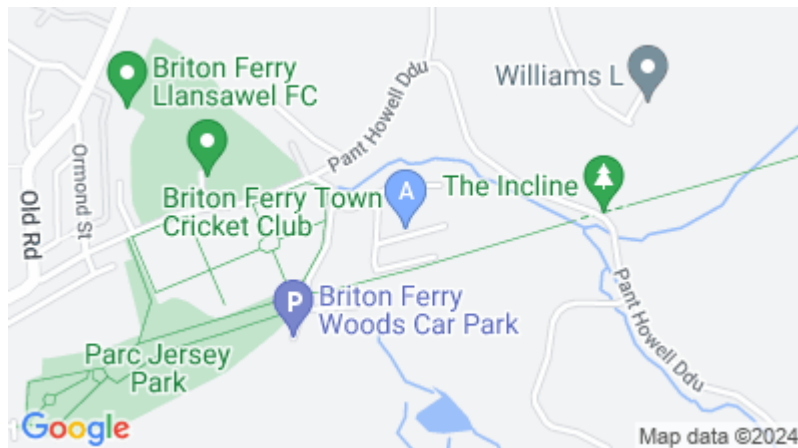 Briton Ferry
Llansawel FC
Pant Howell Ddu
Williams L
Ormond St
Old Rd
Briton Ferry Town
Cricket Club
A
The Incline
P
Briton Ferry
Woods Car Park
Pant Howell Ddu
Parc Jersey
Park
Google
Map data ©2024